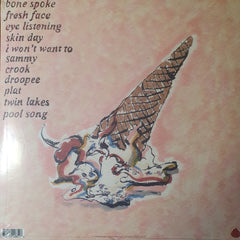 bone spoke
fresh face
eye listening
skin day
i won't want to
sammy
crook
droopee
plat
twin lakes
pool song